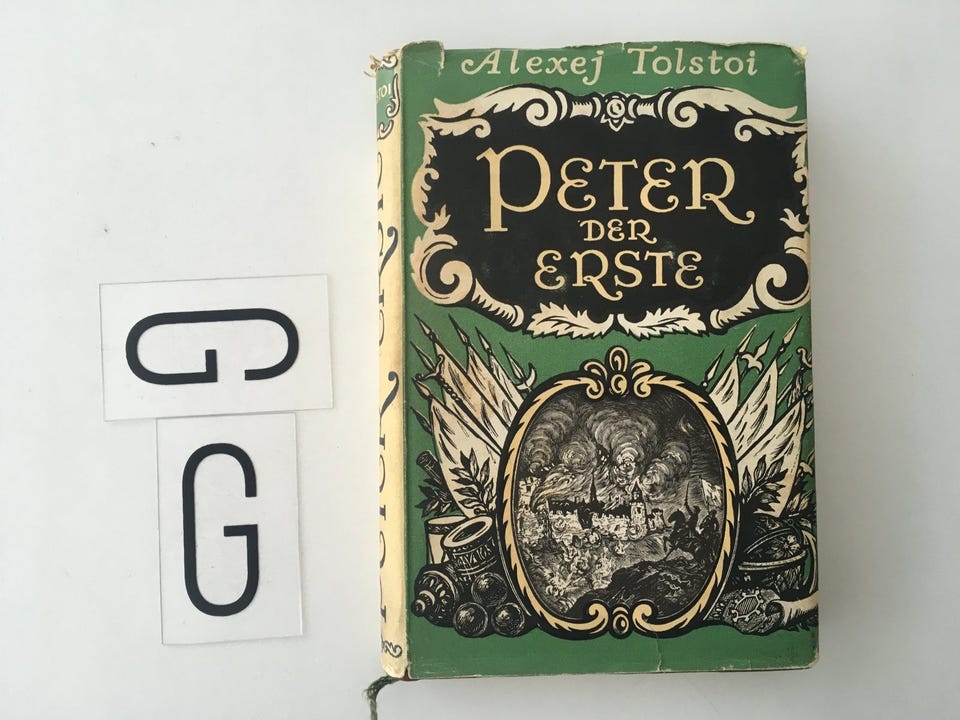 Alexej Tolstoi
PETER
DER
ERSTE
G
G